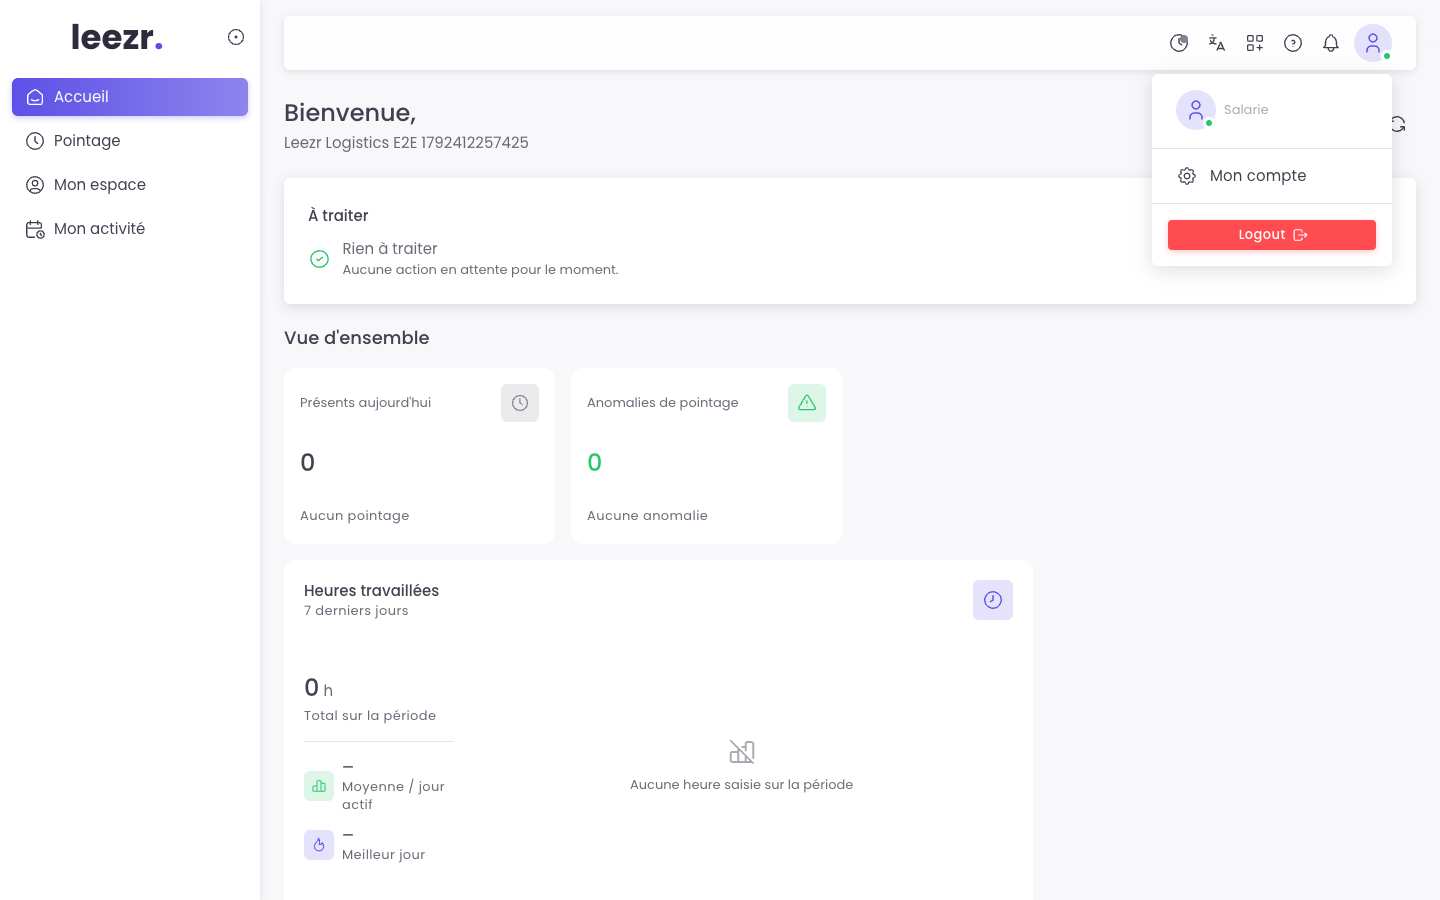 leezr.
Accueil
Pointage
Mon espace
Mon activité
Bienvenue,
Leezr Logistics E2E 1792412257425
Salarie
Mon compte
Logout
À traiter
Rien à traiter
Aucune action en attente pour le moment.
Vue d'ensemble
Présents aujourd'hui
0
Aucun pointage
Anomalies de pointage
0
Aucune anomalie
Heures travaillées
7 derniers jours
0 h
Total sur la période
–
Moyenne / jour
actif
–
Meilleur jour
Aucune heure saisie sur la période